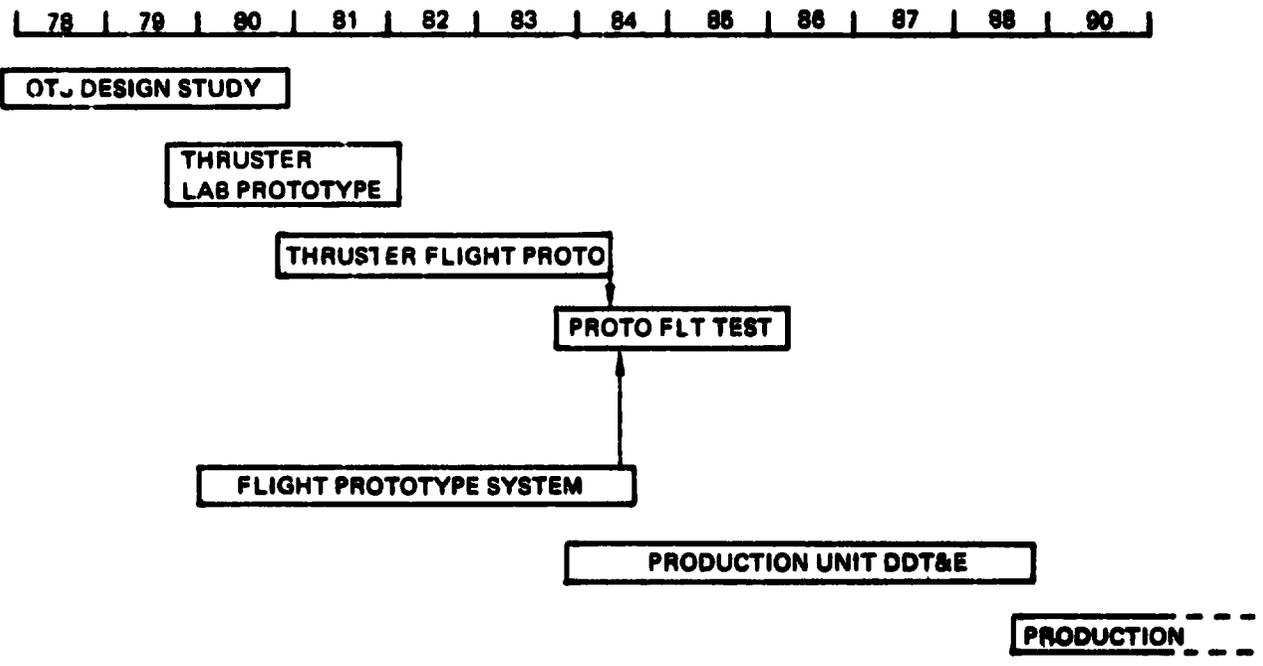 78 79 80 81 82 83 84 85 86 87 88 90
DESIGN STUDY
THRUSTER
LAB PROTOTYPE
THRUSTER FLIGHT PROTO
PROTO FLT TEST
FLIGHT PROTOTYPE SYSTEM
PRODUCTION UNIT DDT&E
PRODUCTION